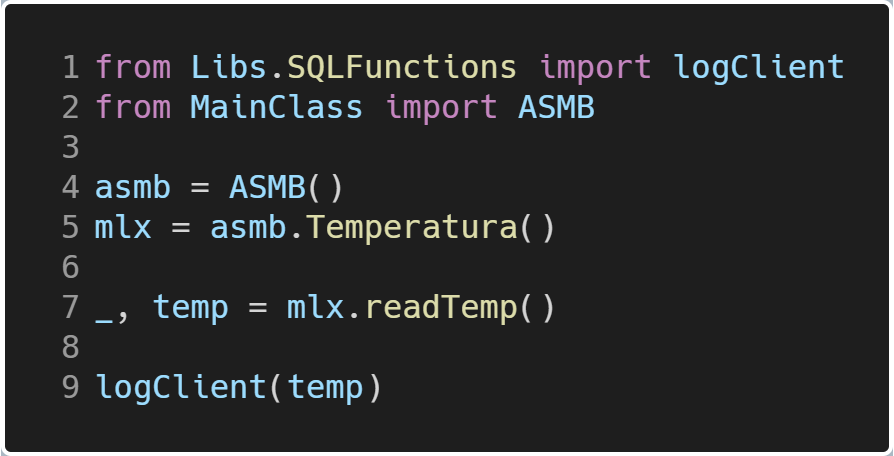 1 from Libs.SQLFunctions import logClient
2 from MainClass import ASMB
3
4 asmb = ASMB()
5 mlx = asmb.Temperatura()
6
7 _, temp = mlx.readTemp()
8
9 logClient(temp)